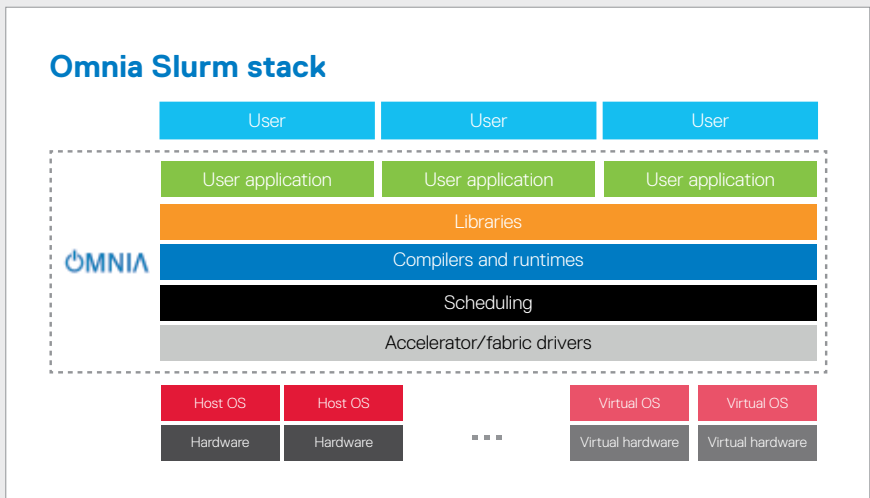 Omnia Slurm stack
User User User
User application User application User application
Libraries
OMNIA
Compilers and runtimes
Scheduling
Accelerator/fabric drivers
Host OS Host OS Virtual OS Virtual OS
Hardware Hardware Virtual hardware Virtual hardware